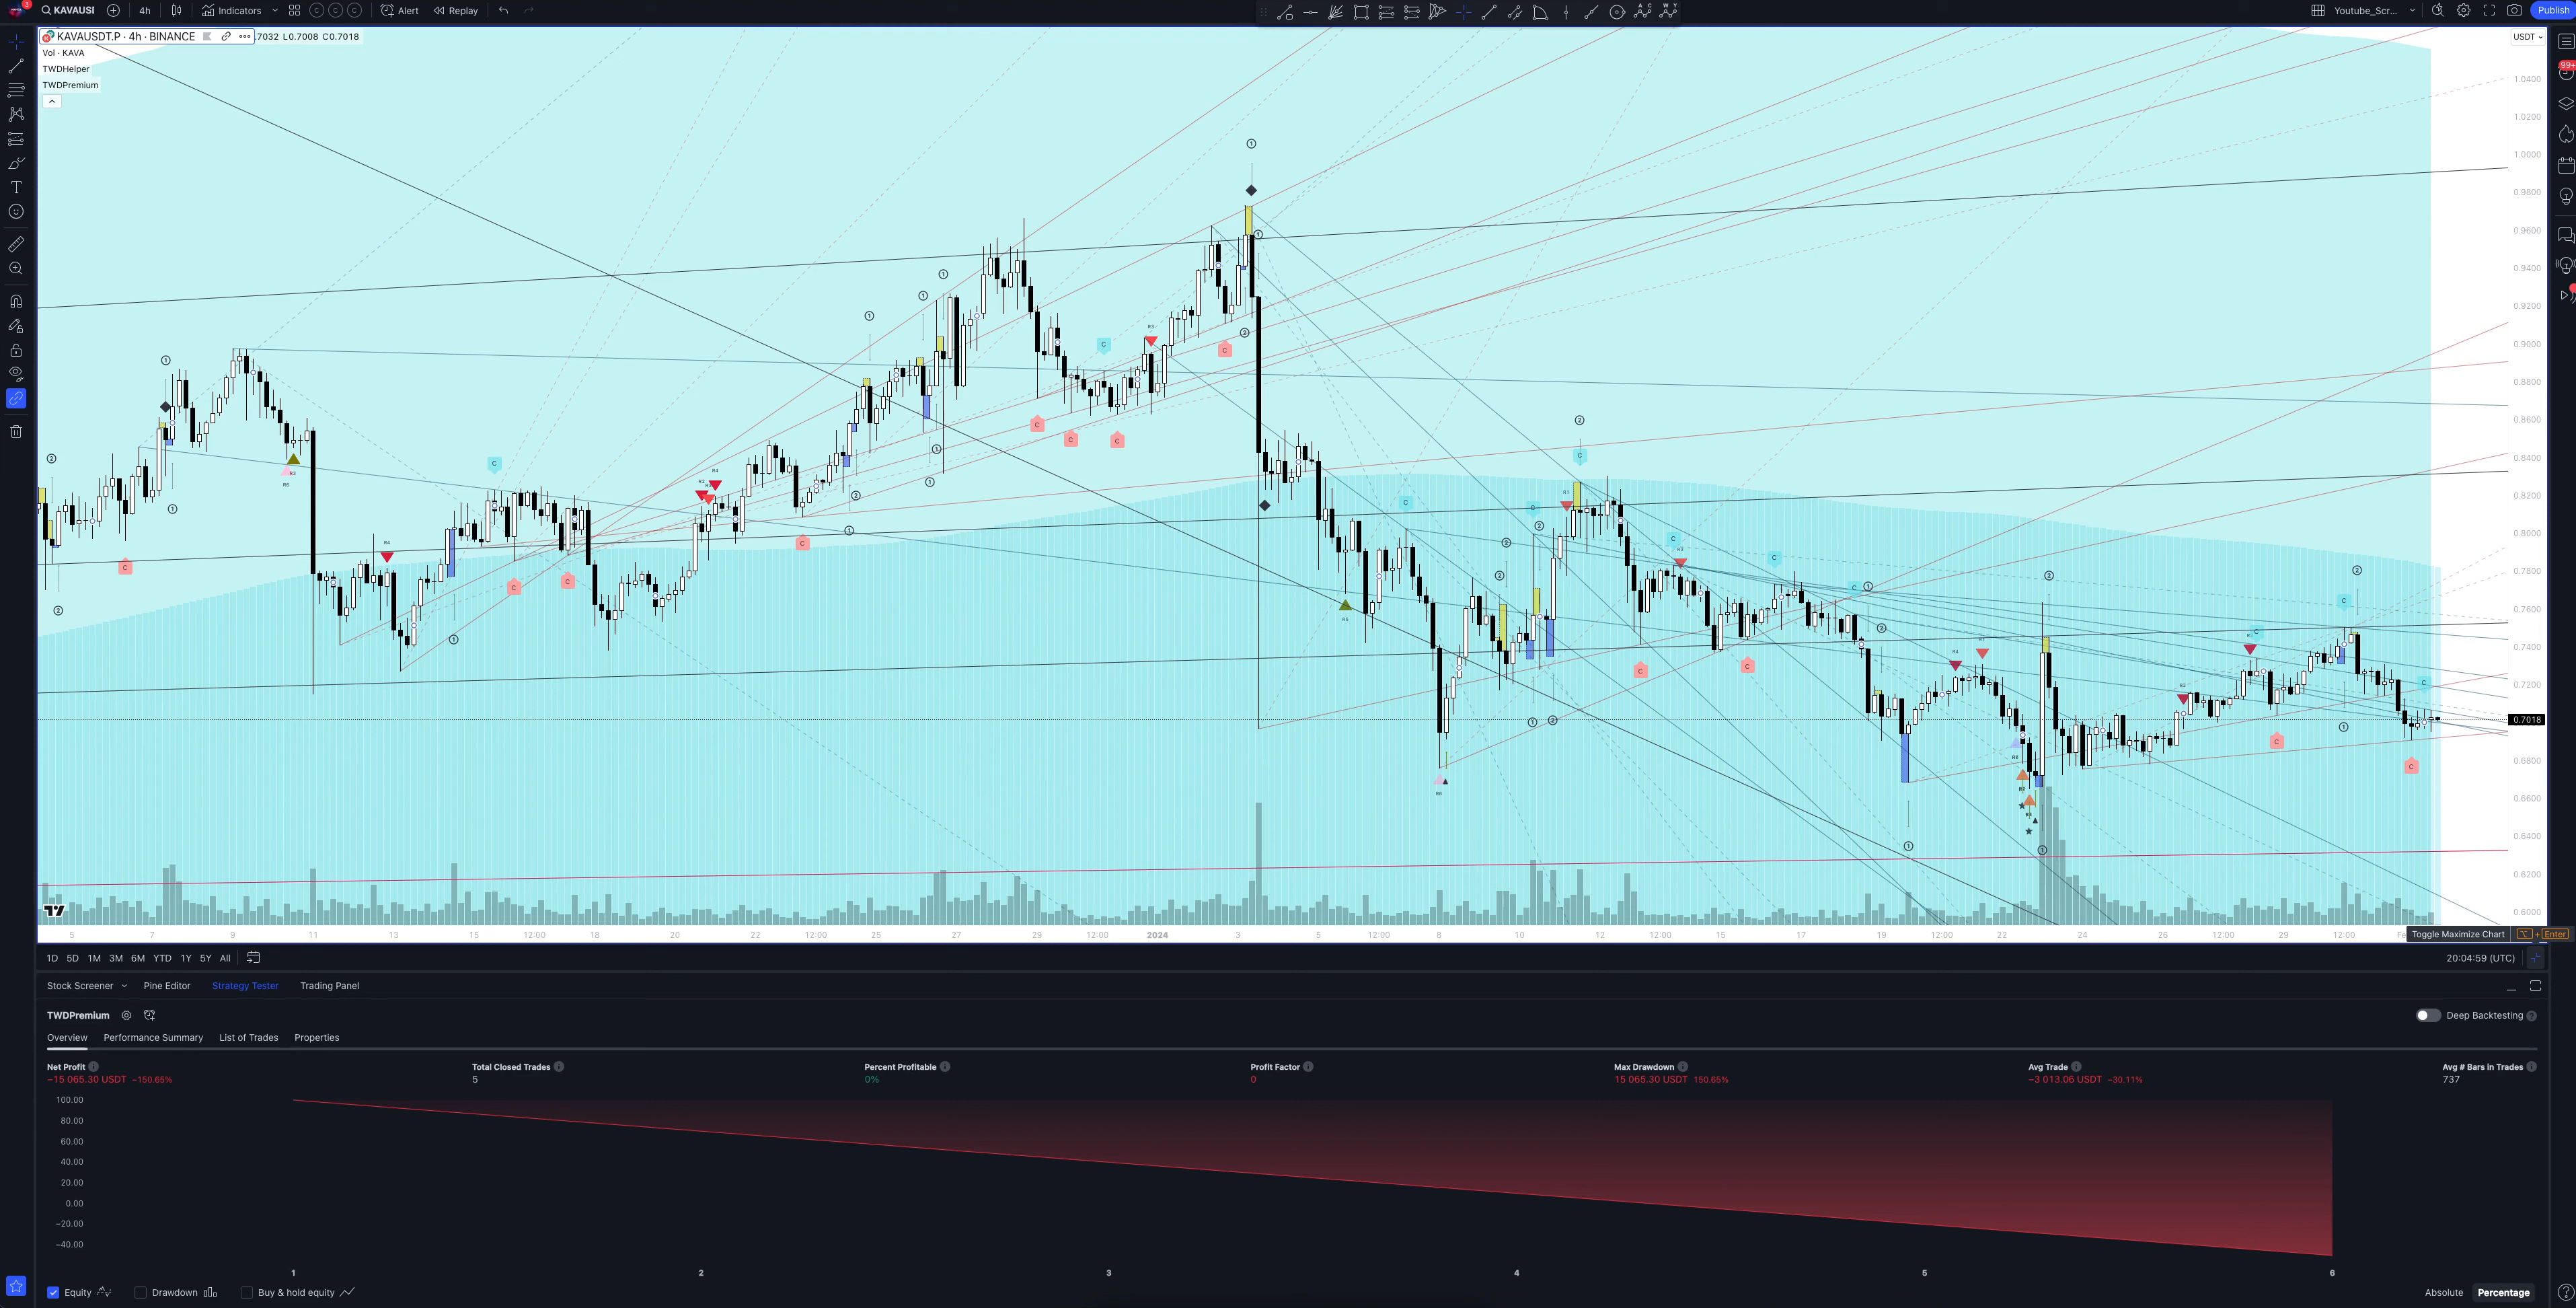 3
KAVAUSI
4h
Indicators
C C C
Alert
Replay
Youtube_Scr...
Publish
KAVAUSDT.P · 4h · BINANCE
.7032 L0.7008 C0.7018
USDT
Vol · KAVA
TWDHelper
TWDPremium
99+
1.0400
1.0200
1.0000
0.9800
0.9600
0.9400
0.9200
0.9000
0.8800
0.8600
0.8400
0.8200
0.8000
0.7800
0.7600
0.7400
0.7200
0.7018
0.6800
0.6600
0.6400
0.6200
0.6000
5 7 9 11 13 15 12:00 18 20 22 12:00 25 27 29 12:00 2024 3 5 12:00 8 10 12 12:00 15 17 19 12:00 22 24 26 12:00 29 12:00
Toggle Maximize Chart + Enter
1D 5D 1M 3M 6M YTD 1Y 5Y All
20:04:59 (UTC)
Stock Screener Pine Editor Strategy Tester Trading Panel
TWDPremium
Deep Backtesting
Overview Performance Summary List of Trades Properties
Net Profit Total Closed Trades Percent Profitable Profit Factor Max Drawdown Avg Trade Avg # Bars in Trades
−15 065.30 USDT −150.65% 5 0% 0 15 065.30 USDT 150.65% −3 013.06 USDT −30.11% 737
100.00
80.00
60.00
40.00
20.00
0.00
−20.00
−40.00
1 2 3 4 5 6
Equity Drawdown Buy & hold equity
Absolute Percentage